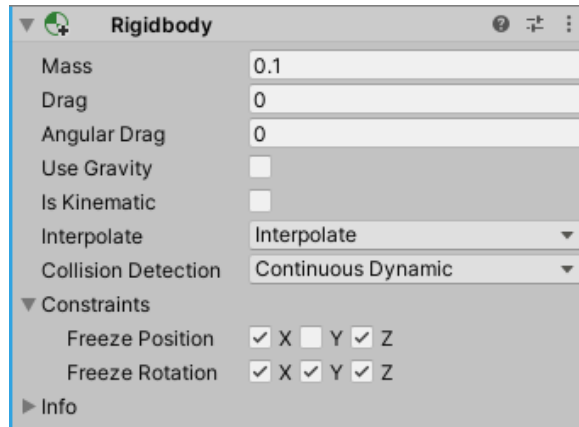 Rigidbody
Mass 0.1
Drag 0
Angular Drag 0
Use Gravity
Is Kinematic
Interpolate Interpolate
Collision Detection Continuous Dynamic
Constraints
Freeze Position X Y Z
Freeze Rotation X Y Z
Info